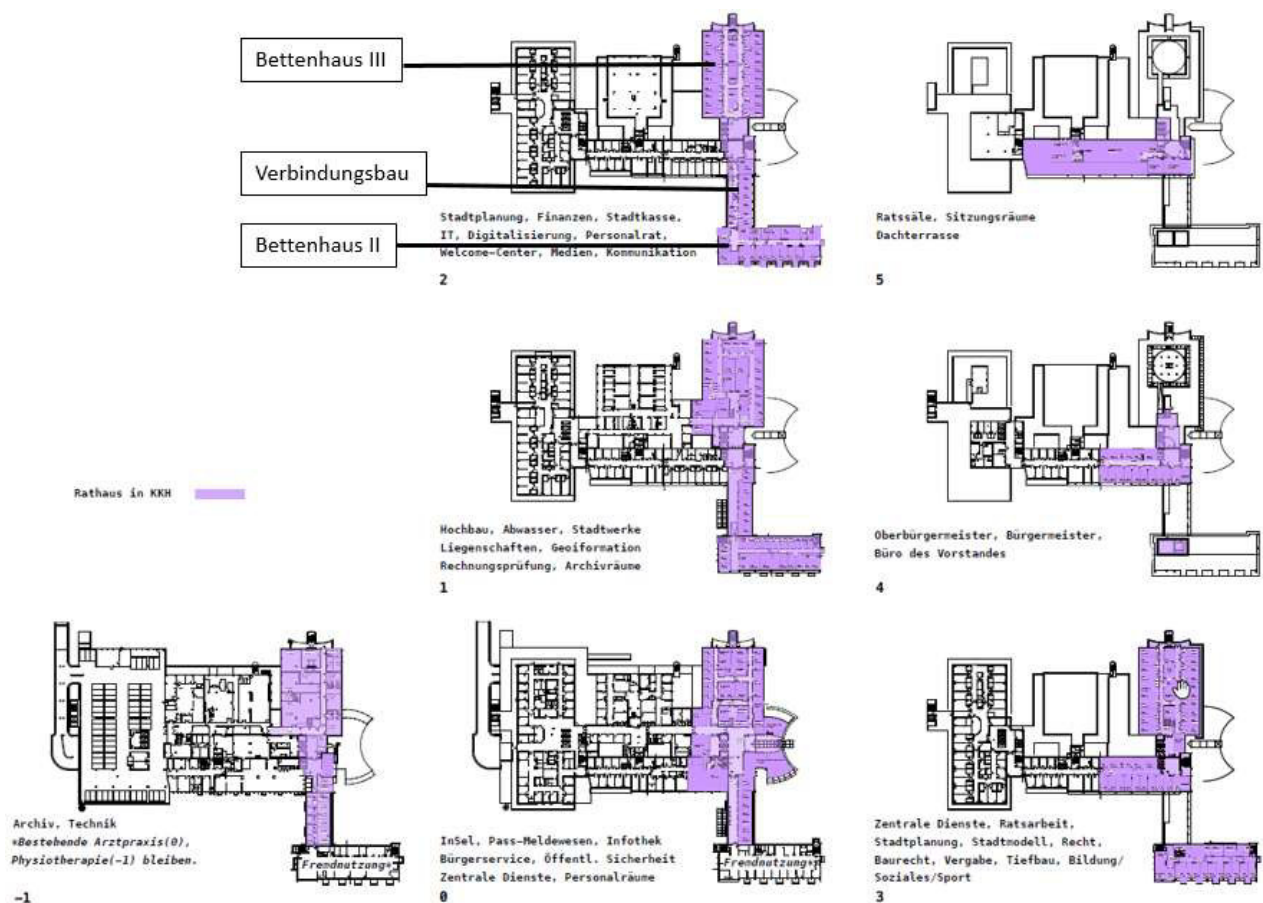 Bettenhaus III
Verbindungsbau
Bettenhaus II
Stadtplanung, Finanzen, Stadtkasse,
IT, Digitalisierung, Personalrat,
Welcome-Center, Medien, Kommunikation
2
Ratssäle, Sitzungsräume
Dachterrasse
5
Rathaus in KKH
Hochbau, Abwasser, Stadtwerke
Liegenschaften, Geoiformation
Rechnungsprüfung, Archivräume
1
Oberbürgermeister, Bürgermeister,
Büro des Vorstandes
4
Archiv, Technik
*Bestehende Arztpraxis(0),
Physiotherapie(-1) bleiben.
Fremdnutzung*
-1
InSel, Pass-Meldewesen, Infothek
Bürgerservice, Öffentl. Sicherheit
Zentrale Dienste, Personalräume
Fremdnutzung*
0
Zentrale Dienste, Ratsarbeit,
Stadtplanung, Stadtmodell, Recht,
Baurecht, Vergabe, Tiefbau, Bildung/
Soziales/Sport
3